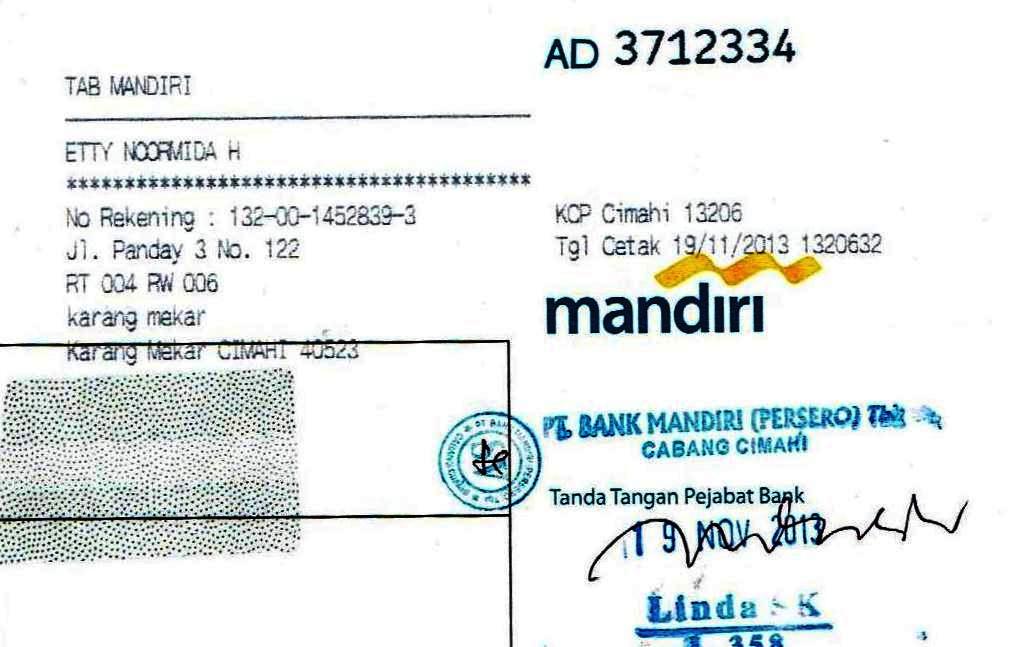 AD 3712334
TAB MANDIRI
ETTY NOORMIDA H
****************************************
No Rekening : 132-00-1452839-3
Jl. Panday 3 No. 122
RT 004 RW 006
karang mekar
Karang Mekar CIMAHI 40523
KCP Cimahi 13206
Tgl Cetak 19/11/2013 1320632
mandiri
PT. BANK MANDIRI (PERSERO) Tbk
CABANG CIMAHI
Tanda Tangan Pejabat Bank
19 NOV 2013
Linda S K
358